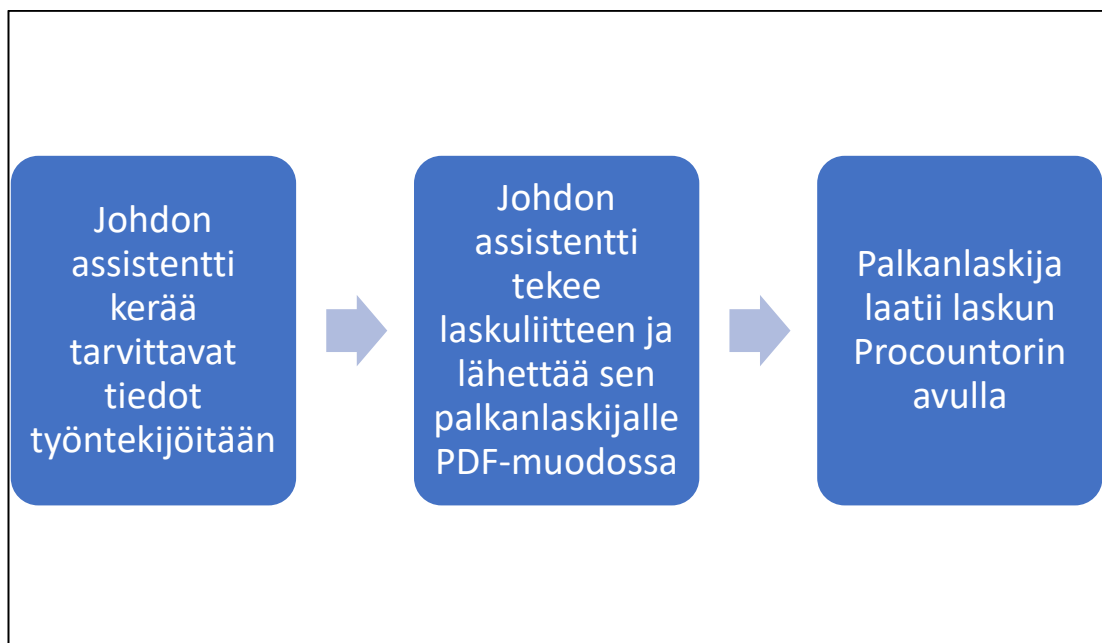 Johdon
assistentti
kerää
tarvittavat
tiedot
työntekijöitään
Johdon
assistentti
tekee
laskuliitteen ja
lähettää sen
palkanlaskijalle
PDF-muodossa
Palkanlaskija
laatii laskun
Procountorin
avulla